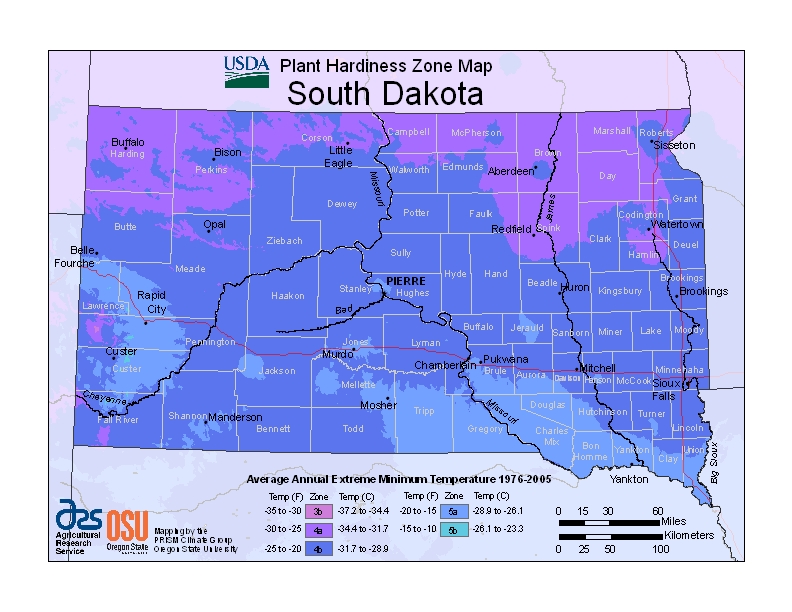 USDA Plant Hardiness Zone Map
South Dakota
Campbell McPherson Marshall Roberts
Buffalo Corson Brown Sisseton
Harding Bison Little
Eagle
Perkins Walworth Edmunds Aberdeen Day
Missouri
Dewey Grant
Potter Faulk James Codington
Butte Opal Redfield Spink Watertown
Ziebach Clark Deuel
Belle
Fourche
Sully Hamlin
Meade Hyde Hand
PIERRE Brookings
Rapid
City
Stanley Hughes Beadle Huron Kingsbury Brookings
Lawrence Haakon
Bad
Buffalo Jerauld Sanborn Miner Lake Moody
Pennington Jones Lyman
Custer Murdo Chamberlain Pukwana
Custer Jackson Brule Aurora Davison Hanson Mitchell McCook Minnehaha
Mellette Sioux
Falls
Cheyenne Mosher Douglas Hutchinson Turner
Fall River Shannon Manderson Tripp Missouri
Bennett Todd Gregory Charles
Mix
Lincoln
Bon
Homme
Yankton Clay Union
Yankton Big Sioux
Average Annual Extreme Minimum Temperature 1976-2005
Temp (F) Zone Temp (C) Temp (F) Zone Temp (C)
-35 to -30 3b -37.2 to -34.4 -20 to -15 5a -28.9 to -26.1
-30 to -25 4a -34.4 to -31.7 -15 to -10 5b -26.1 to -23.3
-25 to -20 4b -31.7 to -28.9
0 15 30 60
Miles
Kilometers
0 25 50 100
ars
Agricultural
Research
Service
OSU
Oregon State
Mapping by the
PRISM Climate Group
Oregon State University